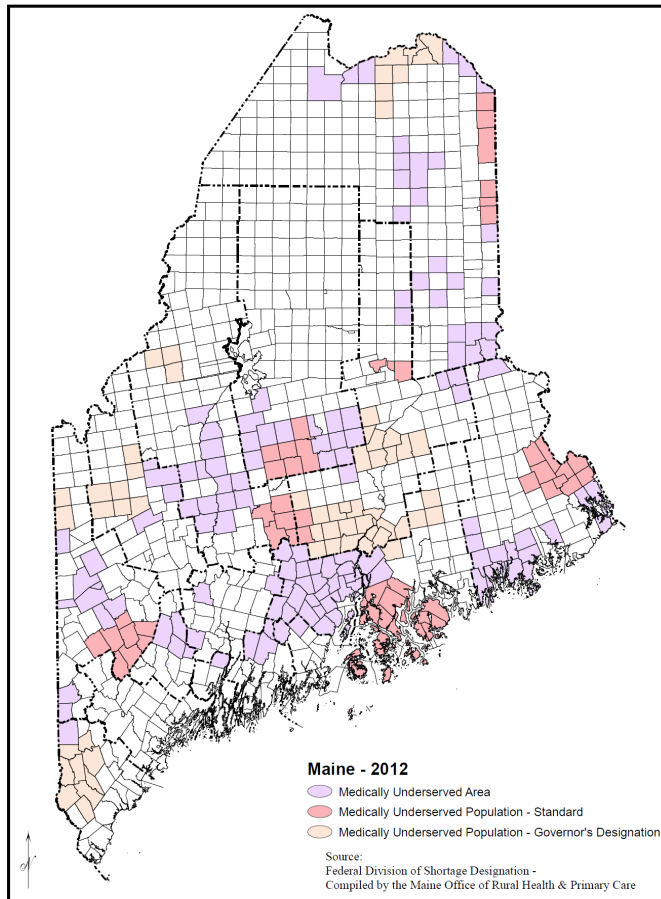 Maine - 2012
Medically Underserved Area
Medically Underserved Population - Standard
Medically Underserved Population - Governor's Designation
Source:
Federal Division of Shortage Designation -
Compiled by the Maine Office of Rural Health & Primary Care
N